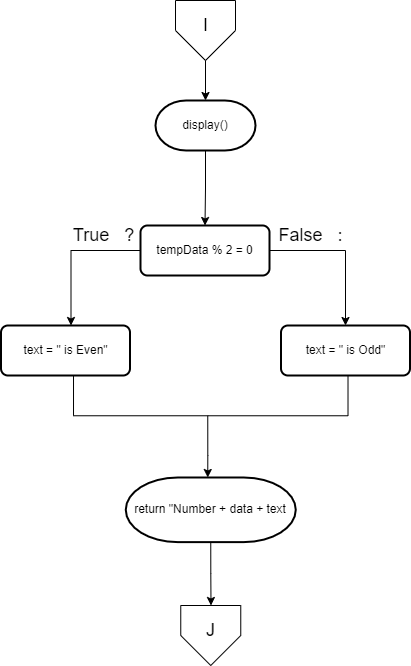 I
display()
True ?
False :
tempData % 2 = 0
text = " is Even"
text = " is Odd"
return "Number + data + text
J